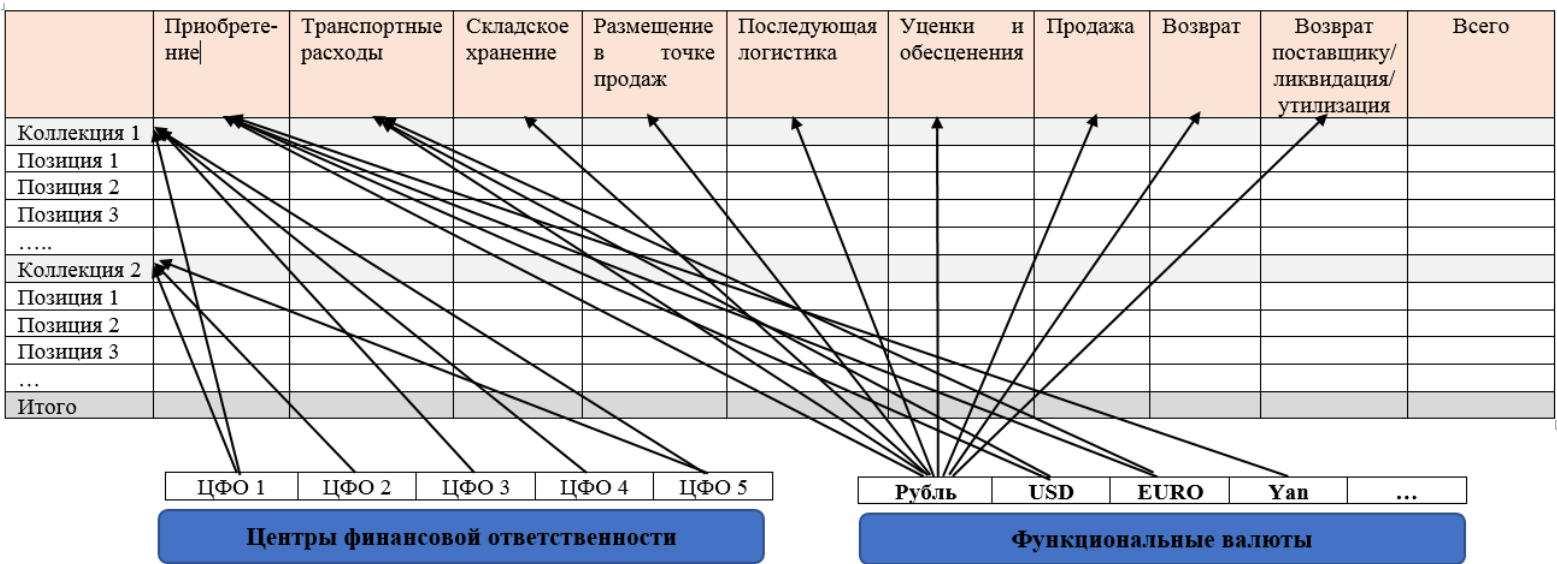 Приобрете-
ние
Транспортные
расходы
Складское
хранение
Размещение
в точке
продаж
Последующая
логистика
Уценки и
обесценения
Продажа
Возврат
Возврат
поставщику/
ликвидация/
утилизация
Всего
Коллекция 1
Позиция 1
Позиция 2
Позиция 3
…..
Коллекция 2
Позиция 1
Позиция 2
Позиция 3
…
Итого
ЦФО 1
ЦФО 2
ЦФО 3
ЦФО 4
ЦФО 5
Рубль
USD
EURO
Yan
…
Центры финансовой ответственности
Функциональные валюты